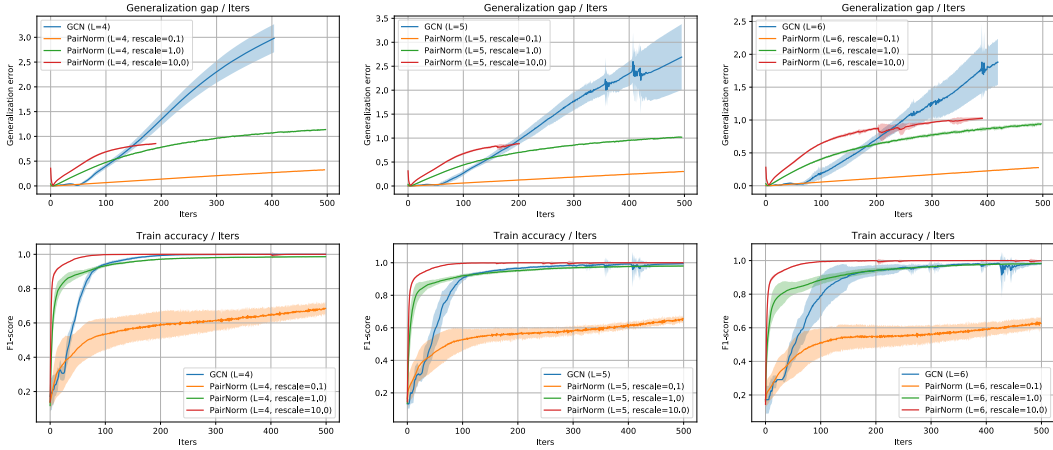 Generalization gap / Iters
Generalization error
3.0
2.5
2.0
1.5
1.0
0.5
0.0
GCN (L=4)
PairNorm (L=4, rescale=0,1)
PairNorm (L=4, rescale=1,0)
PairNorm (L=4, rescale=10,0)
0 100 200 300 400 500
Iters
Generalization gap / Iters
Generalization error
3.5
3.0
2.5
2.0
1.5
1.0
0.5
0.0
GCN (L=5)
PairNorm (L=5, rescale=0,1)
PairNorm (L=5, rescale=1,0)
PairNorm (L=5, rescale=10,0)
0 100 200 300 400 500
Iters
Generalization gap / Iters
Generalization error
2.5
2.0
1.5
1.0
0.5
0.0
GCN (L=6)
PairNorm (L=6, rescale=0,1)
PairNorm (L=6, rescale=1,0)
PairNorm (L=6, rescale=10,0)
0 100 200 300 400 500
Iters
Train accuracy / Iters
F1-score
1.0
0.8
0.6
0.4
0.2
GCN (L=4)
PairNorm (L=4, rescale=0,1)
PairNorm (L=4, rescale=1,0)
PairNorm (L=4, rescale=10,0)
0 100 200 300 400 500
Iters
Train accuracy / Iters
F1-score
1.0
0.8
0.6
0.4
0.2
GCN (L=5)
PairNorm (L=5, rescale=0,1)
PairNorm (L=5, rescale=1,0)
PairNorm (L=5, rescale=10,0)
0 100 200 300 400 500
Iters
Train accuracy / Iters
F1-score
1.0
0.8
0.6
0.4
0.2
GCN (L=6)
PairNorm (L=6, rescale=0,1)
PairNorm (L=6, rescale=1,0)
PairNorm (L=6, rescale=10,0)
0 100 200 300 400 500
Iters